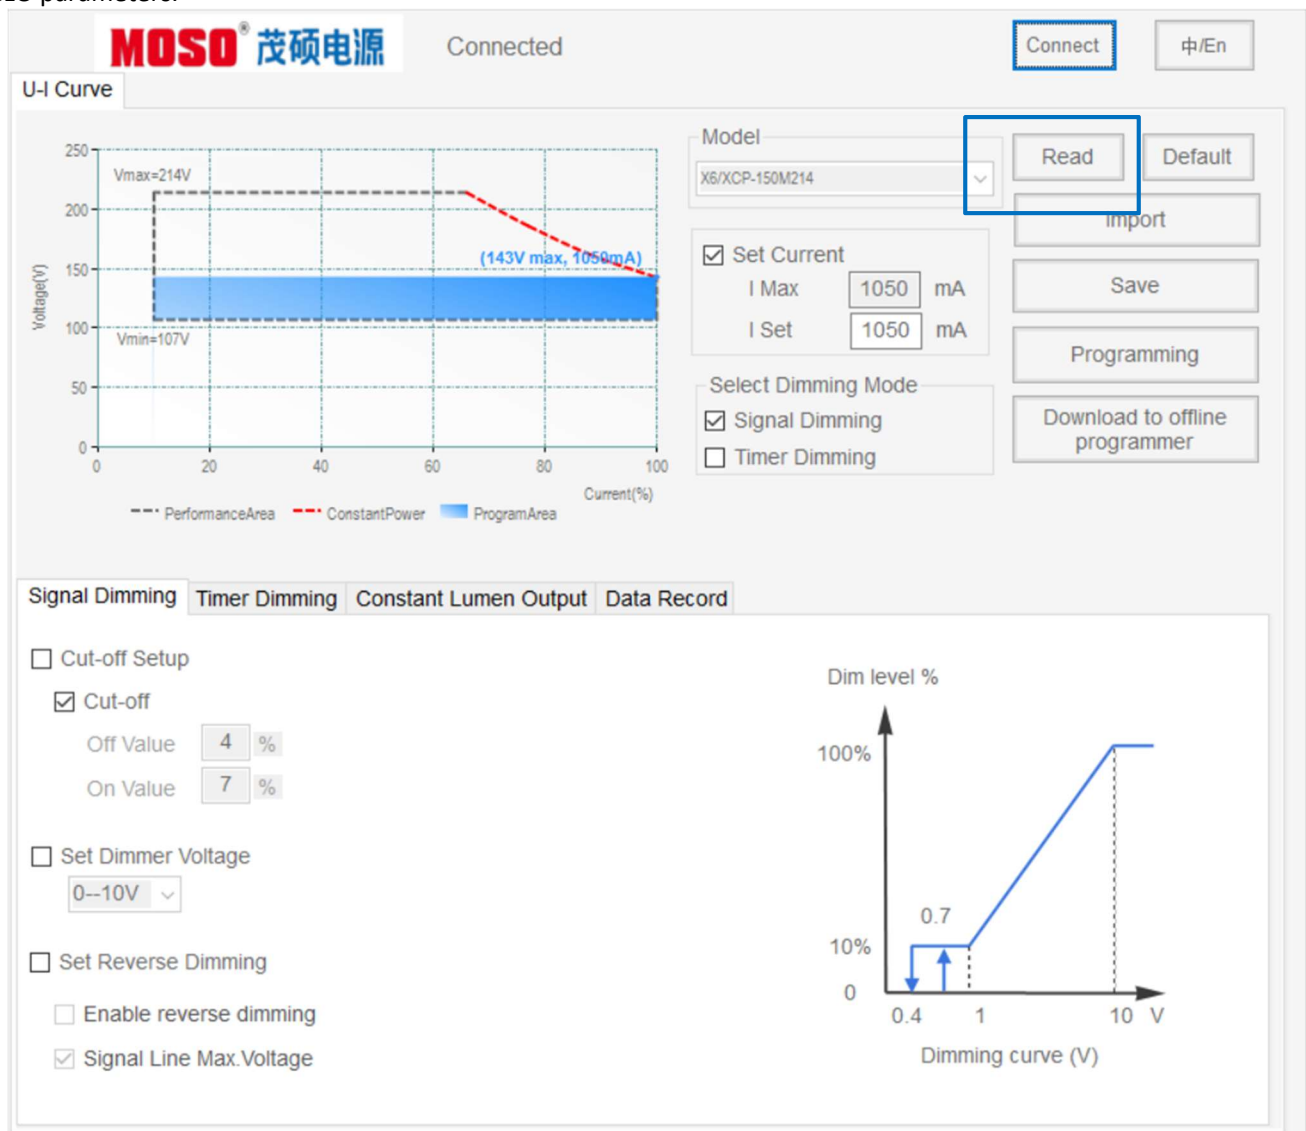 MOSO® 茂硕电源
Connected
Connect
中/En
U-I Curve
Model
X6/XCP-150M214
Read
Default
Import
Save
Programming
Download to offline
programmer
Set Current
I Max 1050 mA
I Set 1050 mA
Select Dimming Mode
Signal Dimming
Timer Dimming
Voltage(V)
250
200
150
100
50
0
Vmax=214V
(143V max, 1050mA)
Vmin=107V
0 20 40 60 80 100
Current(%)
PerformanceArea ConstantPower ProgramArea
Signal Dimming Timer Dimming Constant Lumen Output Data Record
Cut-off Setup
Cut-off
Off Value 4 %
On Value 7 %
Set Dimmer Voltage
0--10V
Set Reverse Dimming
Enable reverse dimming
Signal Line Max.Voltage
Dim level %
100%
0.7
10%
0
0.4 1 10 V
Dimming curve (V)